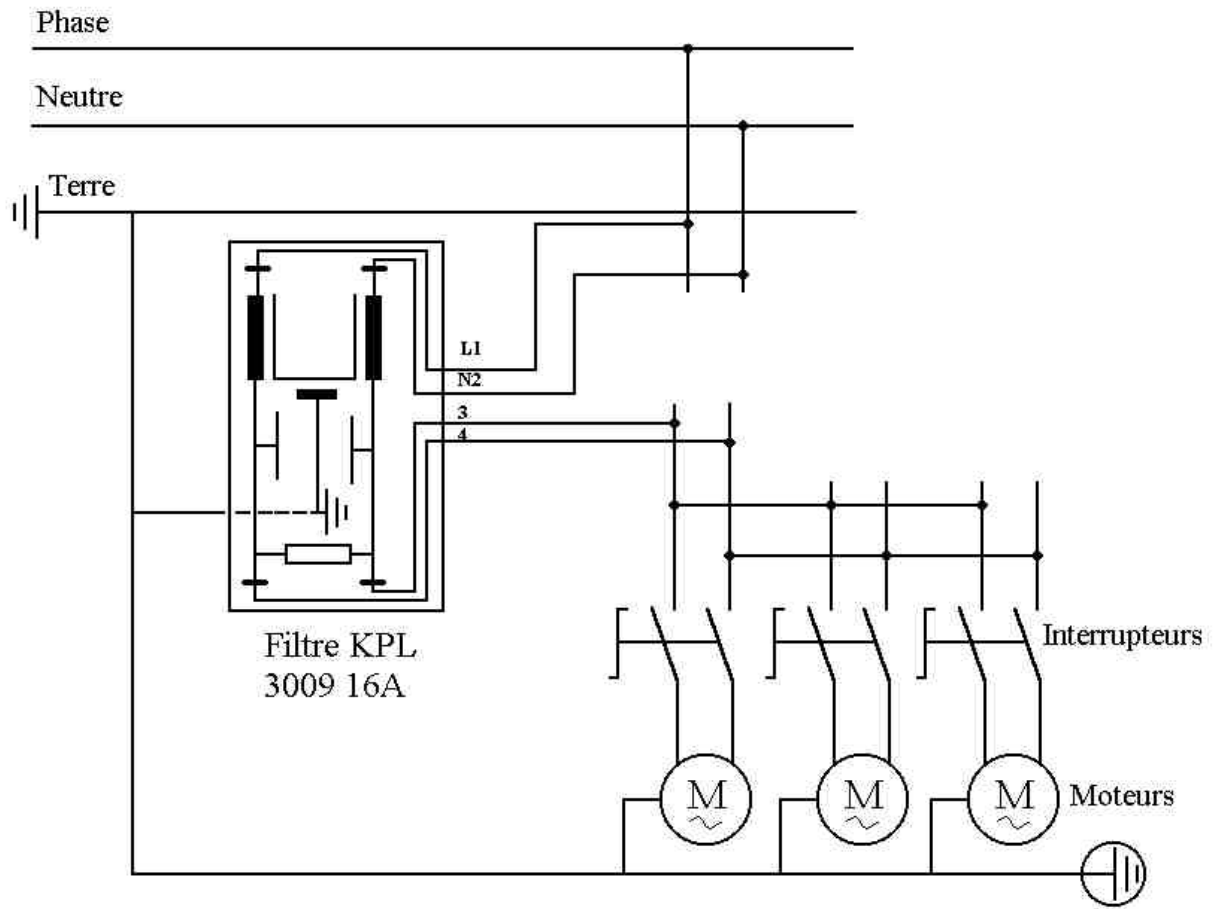 Phase
Neutre
Terre
L1
N2
3
4
Filtre KPL
3009 16A
Interrupteurs
M
M
M
Moteurs